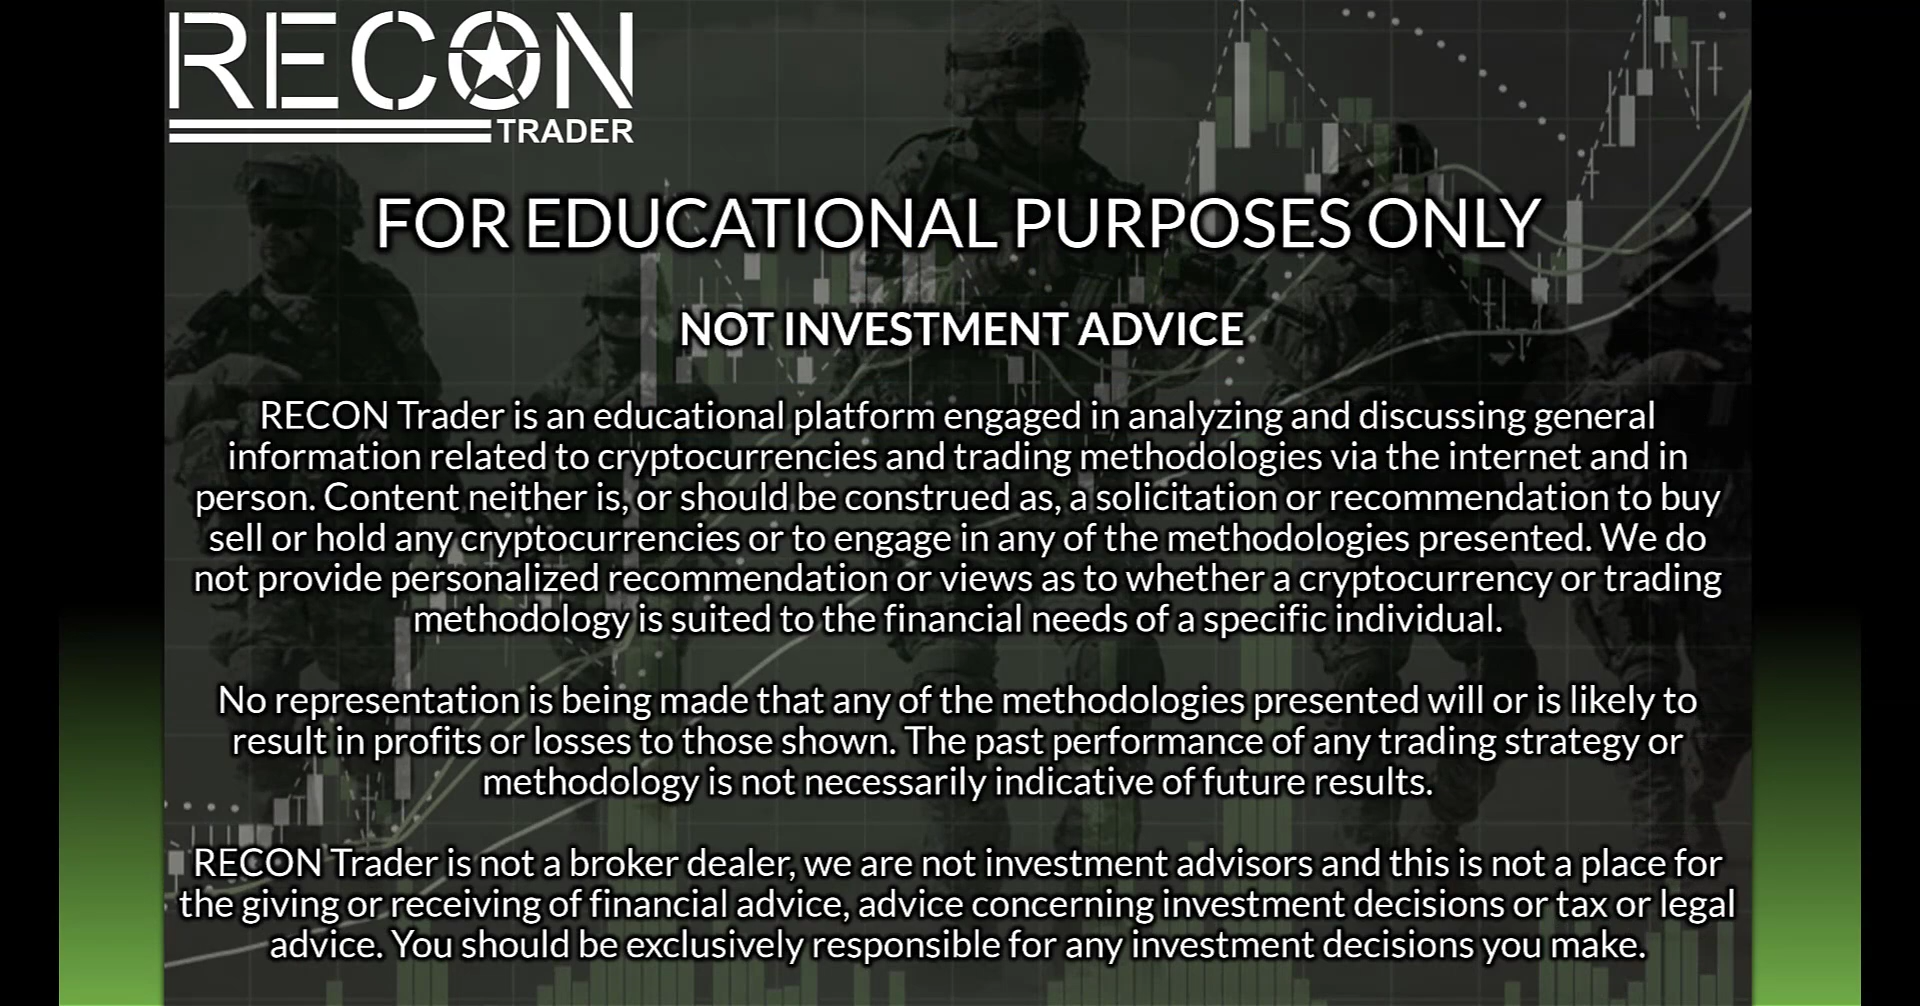 RECON
TRADER
FOR EDUCATIONAL PURPOSES ONLY
NOT INVESTMENT ADVICE
RECON Trader is an educational platform engaged in analyzing and discussing general
information related to cryptocurrencies and trading methodologies via the internet and in
person. Content neither is, or should be construed as, a solicitation or recommendation to buy
sell or hold any cryptocurrencies or to engage in any of the methodologies presented. We do
not provide personalized recommendation or views as to whether a cryptocurrency or trading
methodology is suited to the financial needs of a specific individual.
No representation is being made that any of the methodologies presented will or is likely to
result in profits or losses to those shown. The past performance of any trading strategy or
methodology is not necessarily indicative of future results.
RECON Trader is not a broker dealer, we are not investment advisors and this is not a place for
the giving or receiving of financial advice, advice concerning investment decisions or tax or legal
advice. You should be exclusively responsible for any investment decisions you make.